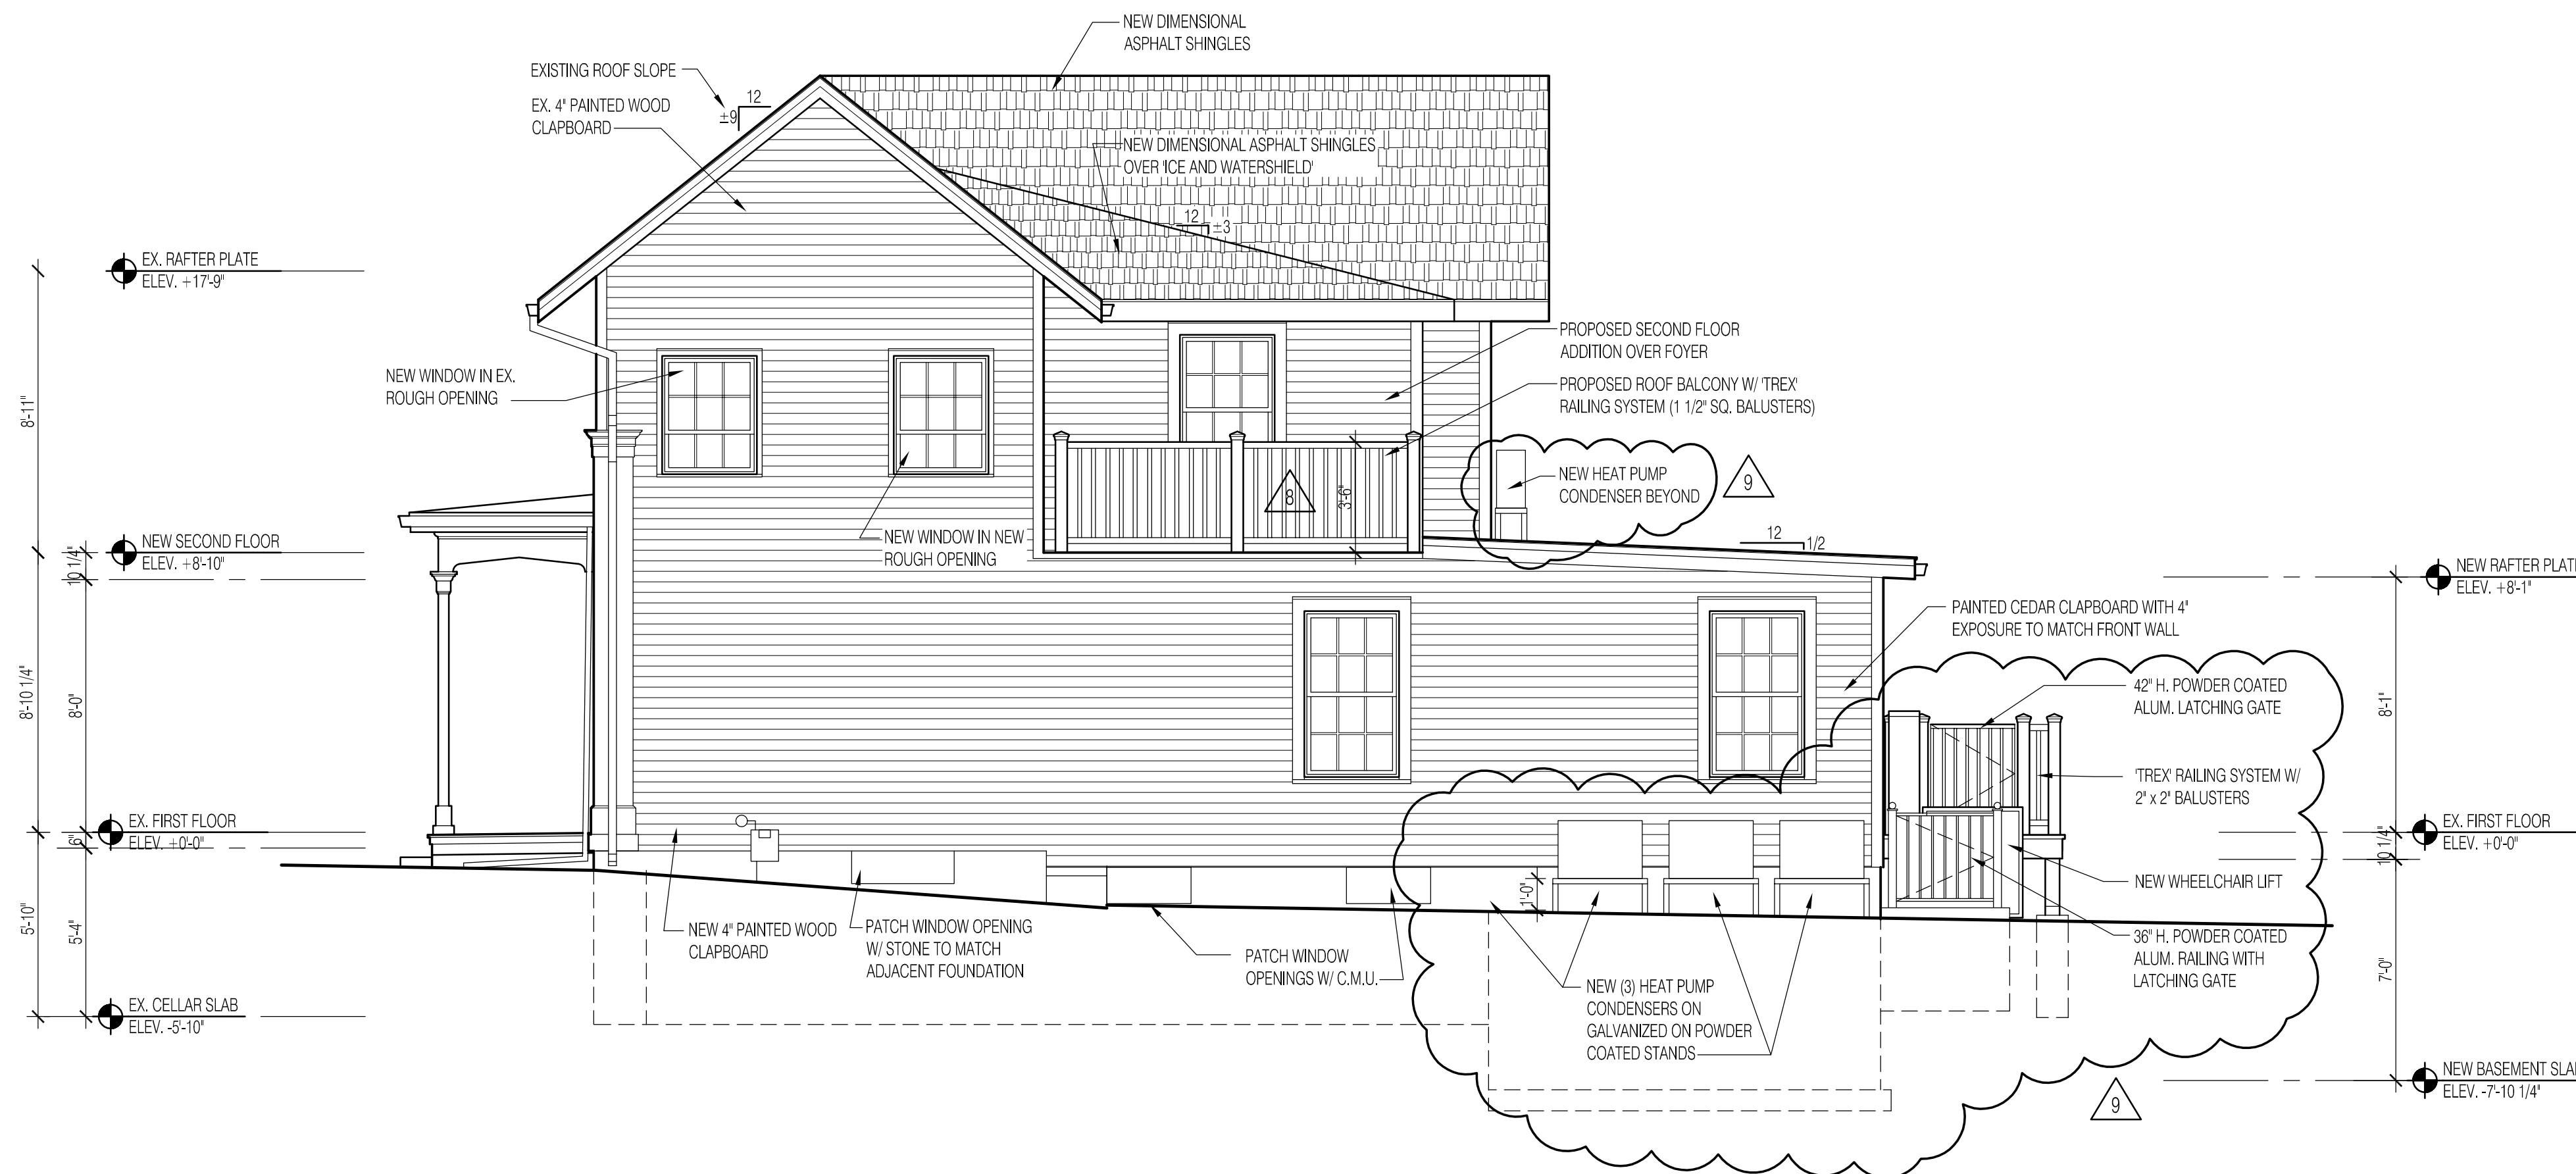 NEW DIMENSIONAL
ASPHALT SHINGLES
EXISTING ROOF SLOPE
EX. 4" PAINTED WOOD
CLAPBOARD
12
±9
NEW DIMENSIONAL ASPHALT SHINGLES
OVER 'ICE AND WATERSHIELD'
12
±3
EX. RAFTER PLATE
ELEV. +17'-9"
PROPOSED SECOND FLOOR
ADDITION OVER FOYER
PROPOSED ROOF BALCONY W/ 'TREX'
RAILING SYSTEM (1 1/2" SQ. BALUSTERS)
NEW WINDOW IN EX.
ROUGH OPENING
8'-11"
NEW HEAT PUMP
CONDENSER BEYOND
9
8
3'-6"
NEW WINDOW IN NEW
ROUGH OPENING
12
1/2
NEW SECOND FLOOR
ELEV. +8'-10"
10 1/4"
NEW RAFTER PLATE
ELEV. +8'-1"
PAINTED CEDAR CLAPBOARD WITH 4"
EXPOSURE TO MATCH FRONT WALL
8'-10 1/4"
8'-0"
42" H. POWDER COATED
ALUM. LATCHING GATE
8'-1"
'TREX' RAILING SYSTEM W/
2" x 2" BALUSTERS
EX. FIRST FLOOR
ELEV. +0'-0"
6"
EX. FIRST FLOOR
ELEV. +0'-0"
10 1/4"
NEW WHEELCHAIR LIFT
1'-0"
5'-10"
5'-4"
NEW 4" PAINTED WOOD
CLAPBOARD
PATCH WINDOW OPENING
W/ STONE TO MATCH
ADJACENT FOUNDATION
PATCH WINDOW
OPENINGS W/ C.M.U.
36" H. POWDER COATED
ALUM. RAILING WITH
LATCHING GATE
7'-0"
NEW (3) HEAT PUMP
CONDENSERS ON
GALVANIZED ON POWDER
COATED STANDS
EX. CELLAR SLAB
ELEV. -5'-10"
NEW BASEMENT SLA
ELEV. -7'-10 1/4"
9